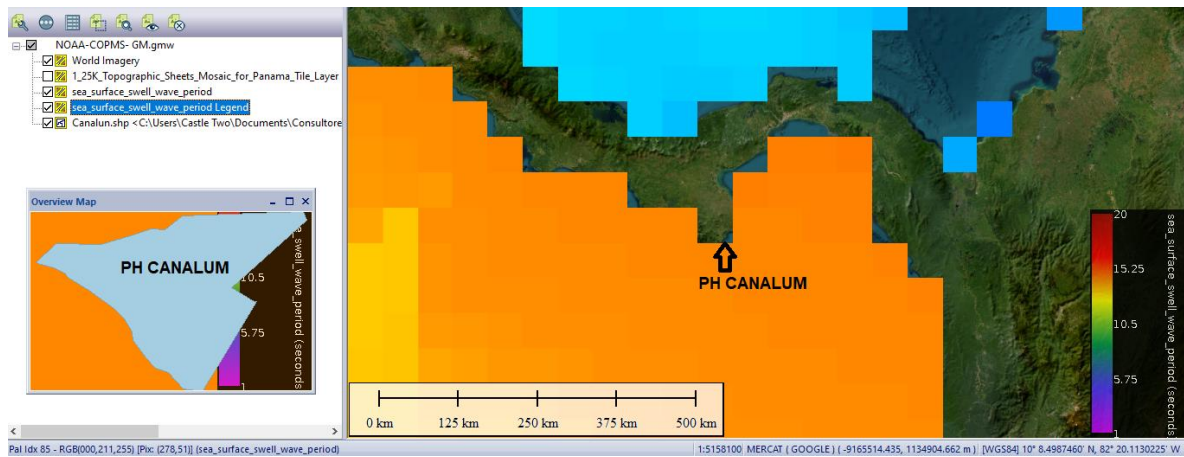 NOAA-COPMS- GM.gmw
World Imagery
1_25K_Topographic_Sheets_Mosaic_for_Panama_Tile_Layer
sea_surface_swell_wave_period
sea_surface_swell_wave_period Legend
Canalun.shp <C:\Users\Castle Two\Documents\Consultore
Overview Map
PH CANALUM
10.5
5.75
1
swell_wave_period (seconds
PH CANALUM
20
15.25
10.5
5.75
1
sea_surface_swell_wave_period (seconds
0 km 125 km 250 km 375 km 500 km
Pal Idx 85 - RGB(000,211,255) [Pix: (278,51)] (sea_surface_swell_wave_period)
1:5158100 MERCAT ( GOOGLE ) ( -9165514.435, 1134904.662 m ) [WGS84] 10° 8.4987460' N, 82° 20.1130225' W